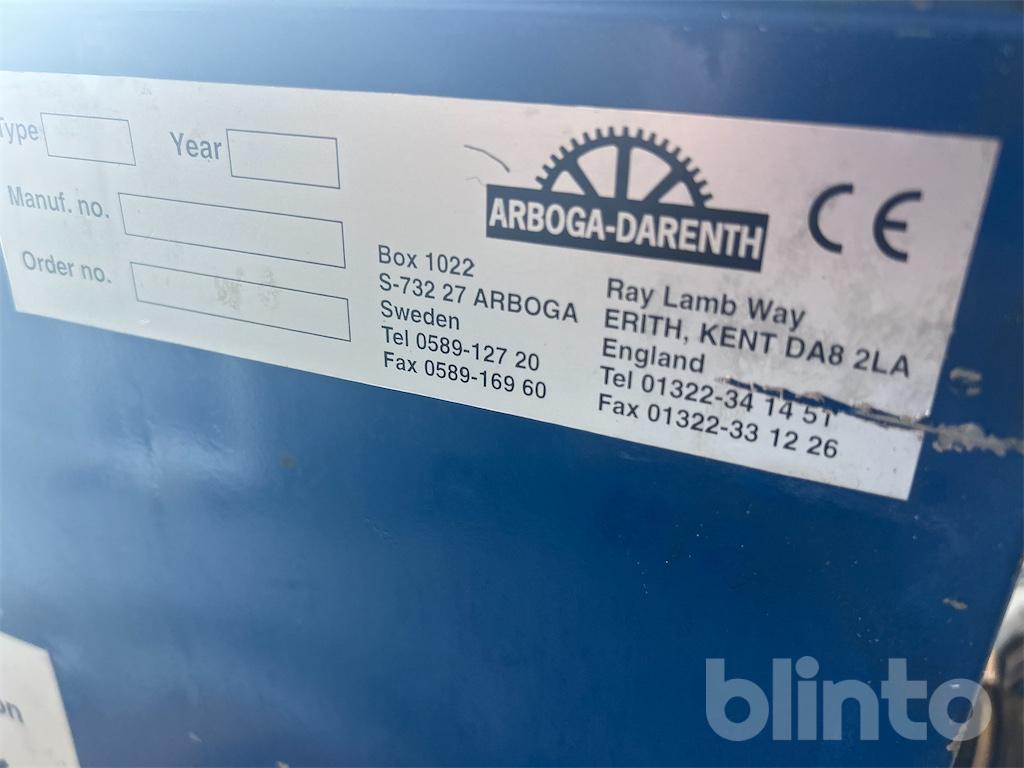 Type
Year
Manuf. no.
Order no.
ARBOGA-DARENTH
CE
Box 1022
S-732 27 ARBOGA
Sweden
Tel 0589-127 20
Fax 0589-169 60
Ray Lamb Way
ERITH, KENT DA8 2LA
England
Tel 01322-34 14 51
Fax 01322-33 12 26
blinto